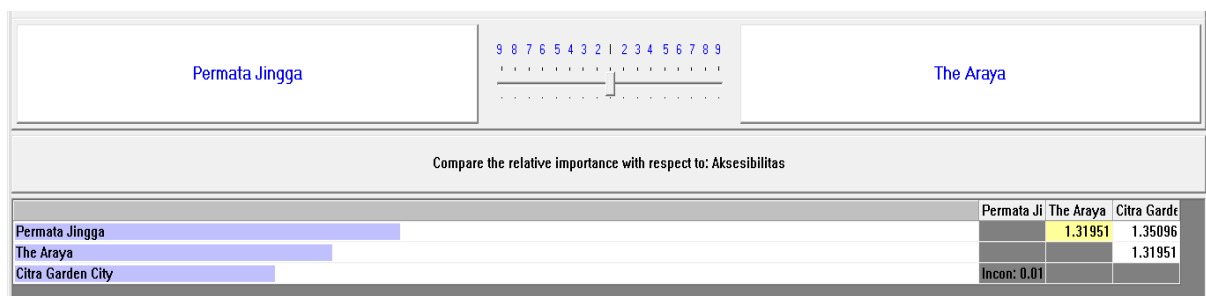 9 8 7 6 5 4 3 2 1 2 3 4 5 6 7 8 9
Permata Jingga
The Araya
Compare the relative importance with respect to: Aksesibilitas
Permata Ji The Araya Citra Garde
Permata Jingga 1.31951 1.35096
The Araya 1.31951
Citra Garden City Incon: 0.01